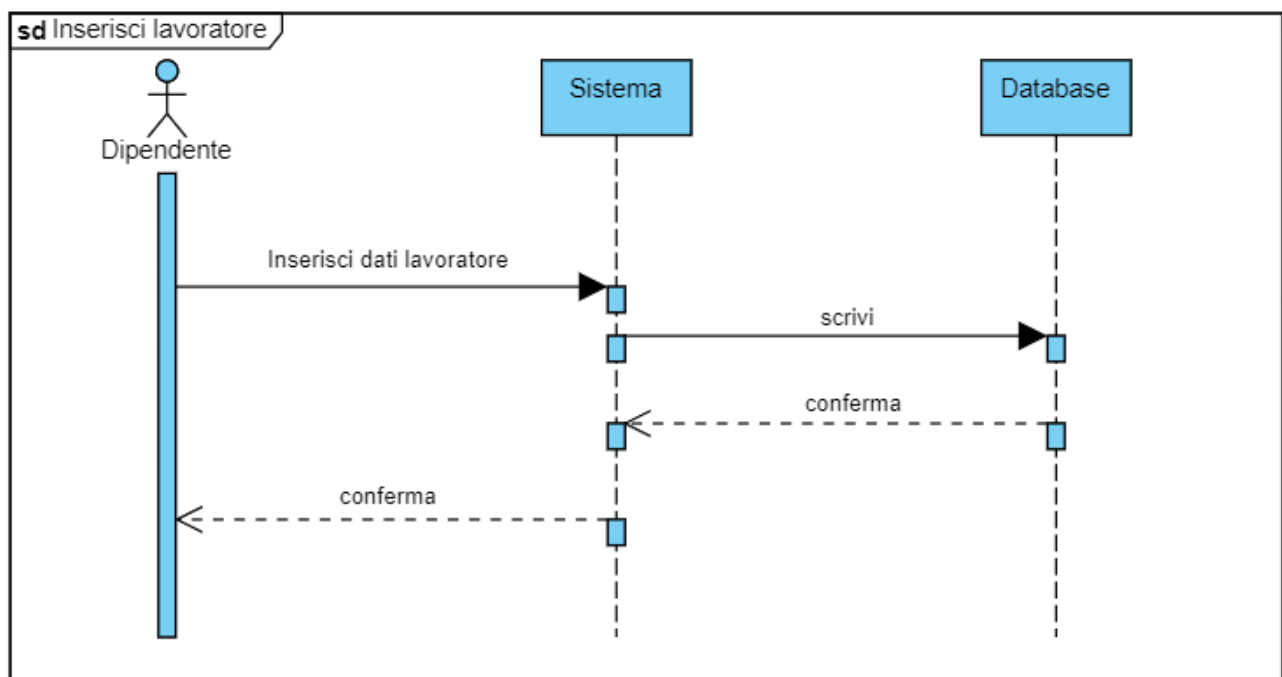 sd Inserisci lavoratore
Sistema
Database
Dipendente
Inserisci dati lavoratore
scrivi
conferma
conferma